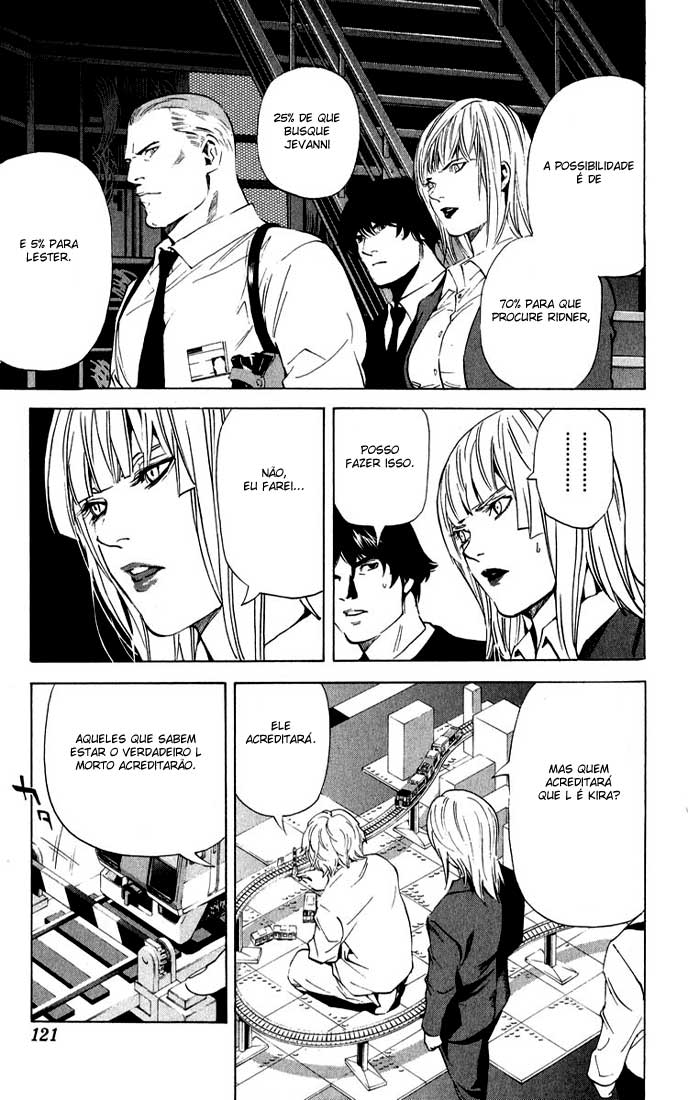 A POSSIBILIDADE
É DE
70% PARA QUE
PROCURE RIDNER,
25% DE QUE
BUSQUE
JEVANNI
E 5% PARA
LESTER.
POSSO
FAZER ISSO.
NÃO,
EU FAREI...
MAS QUEM
ACREDITARÁ
QUE L É KIRA?
ELE
ACREDITARÁ.
AQUELES QUE SABEM
ESTAR O VERDADEIRO L
MORTO ACREDITARÃO.
121